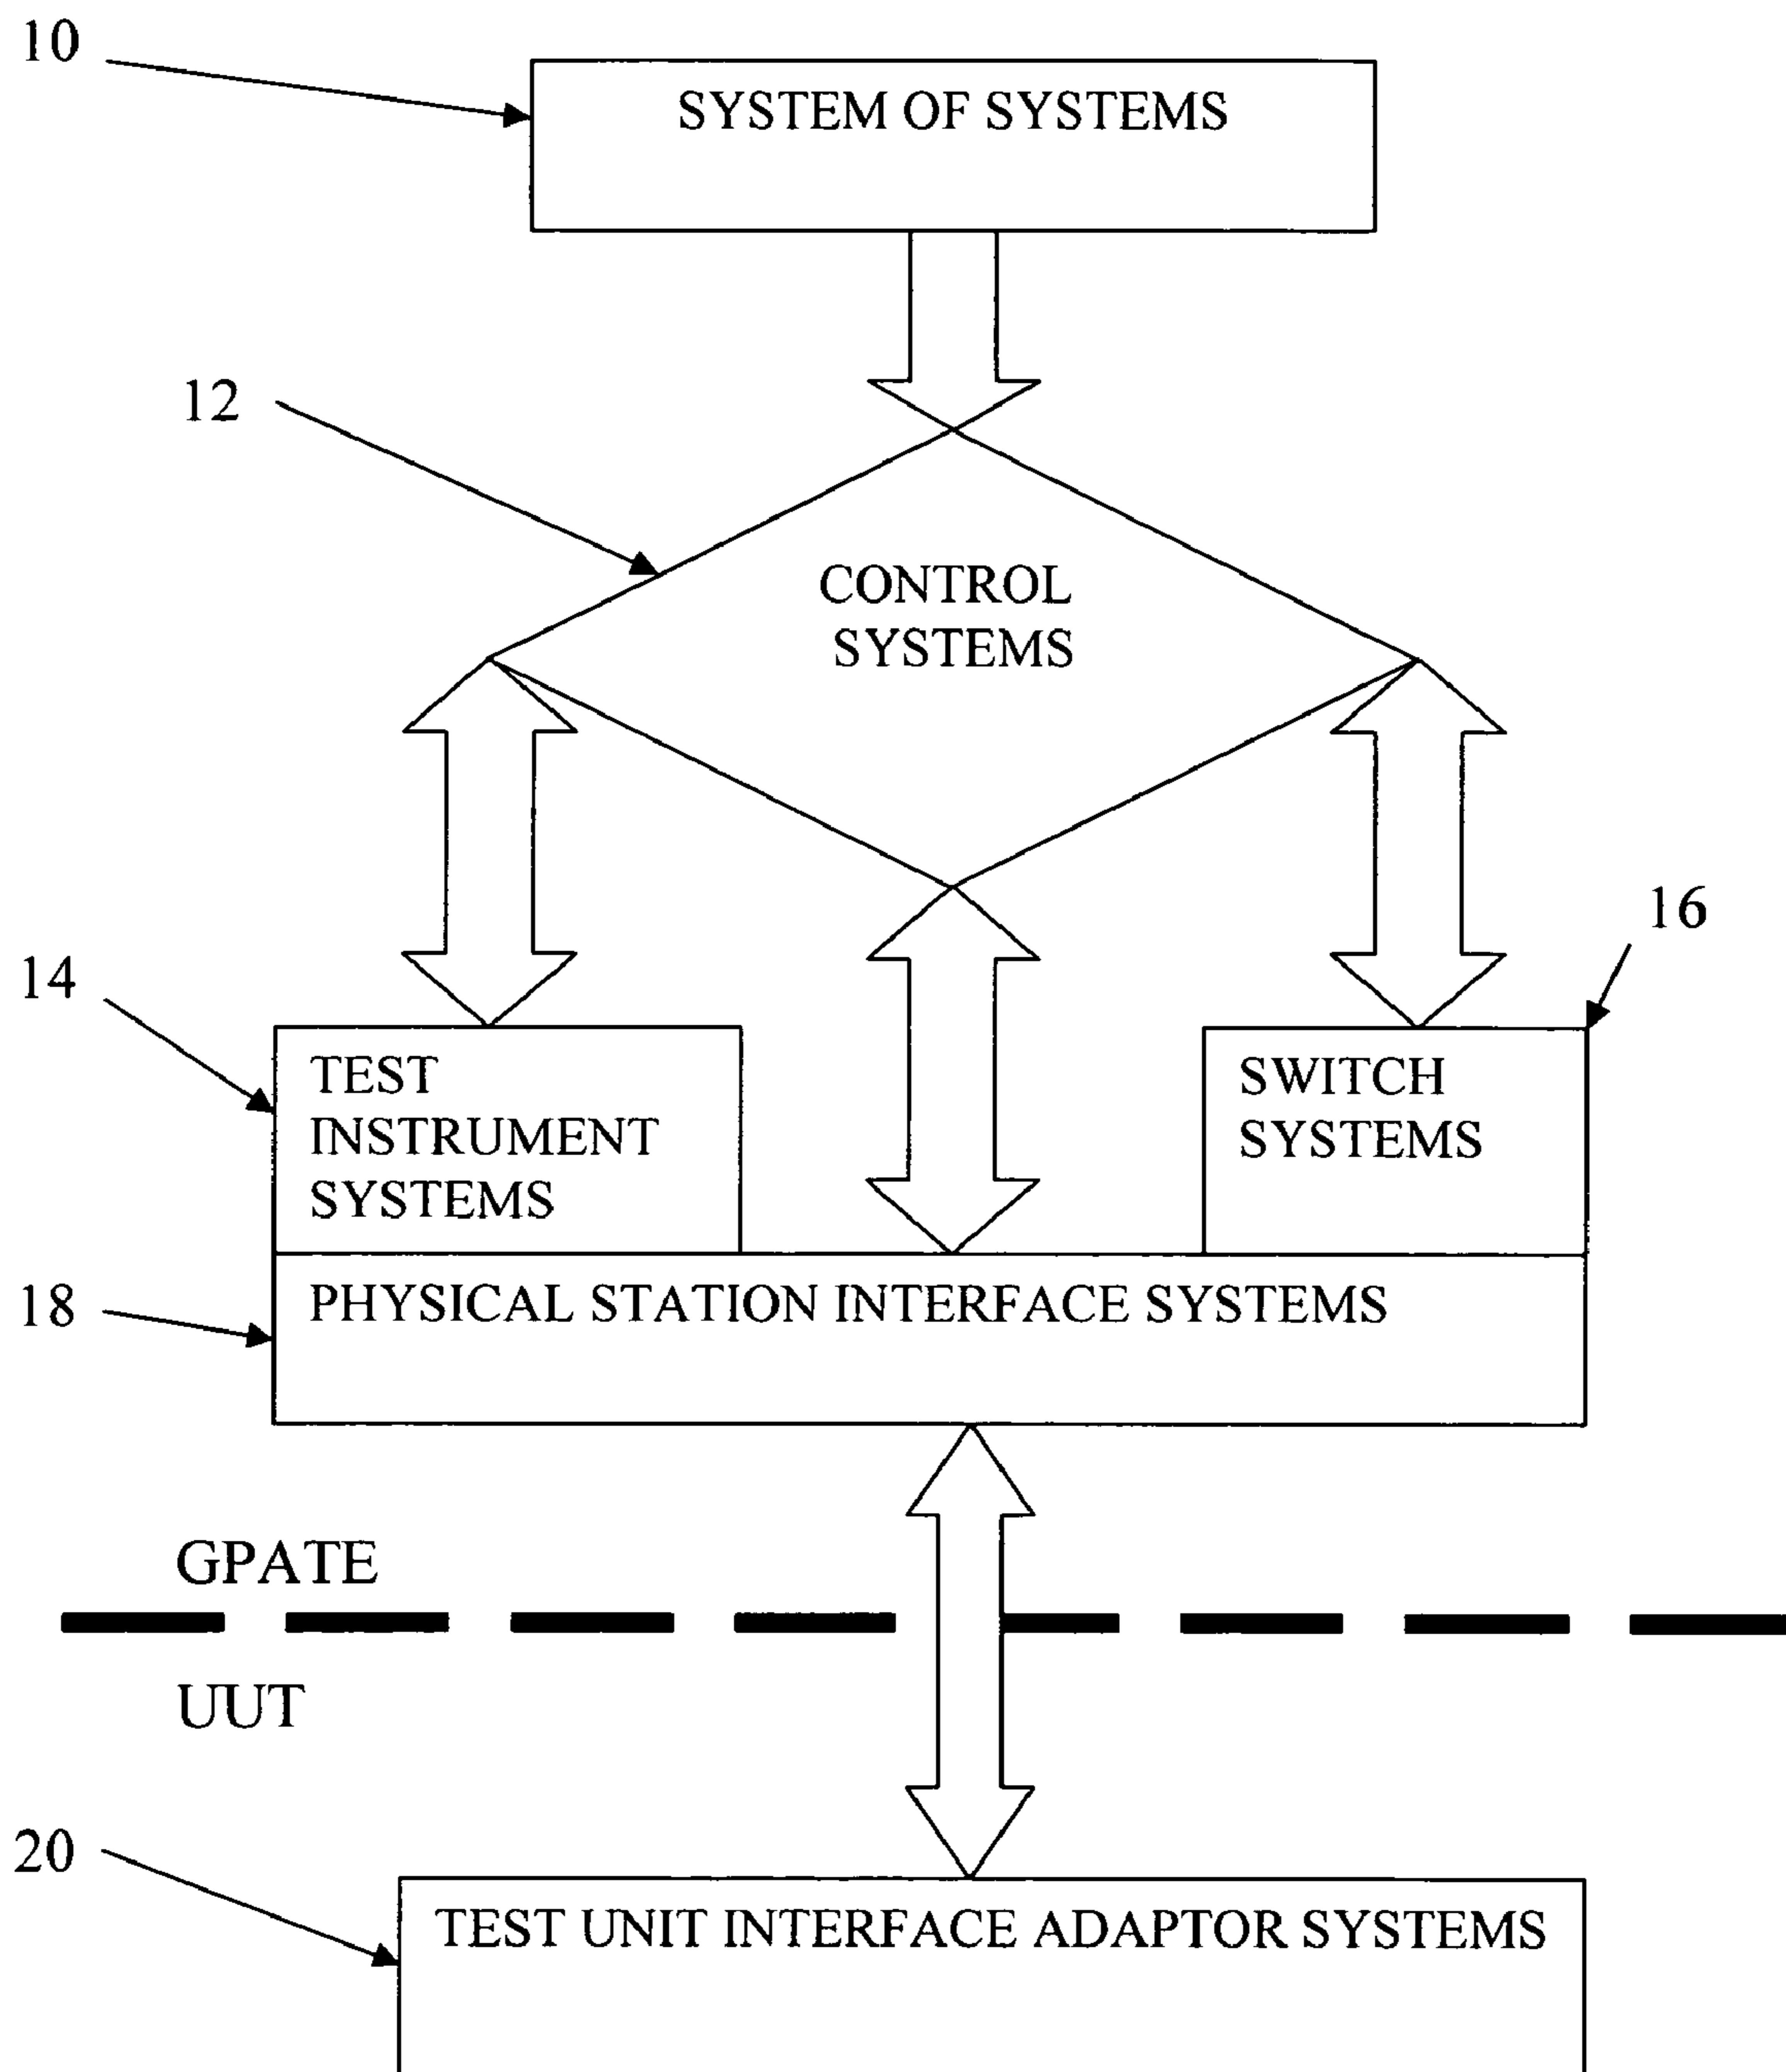 10
SYSTEM OF SYSTEMS
12
CONTROL
SYSTEMS
16
14
TEST
INSTRUMENT
SYSTEMS
SWITCH
SYSTEMS
18
PHYSICAL STATION INTERFACE SYSTEMS
GPATE
UUT
20
TEST UNIT INTERFACE ADAPTOR SYSTEMS